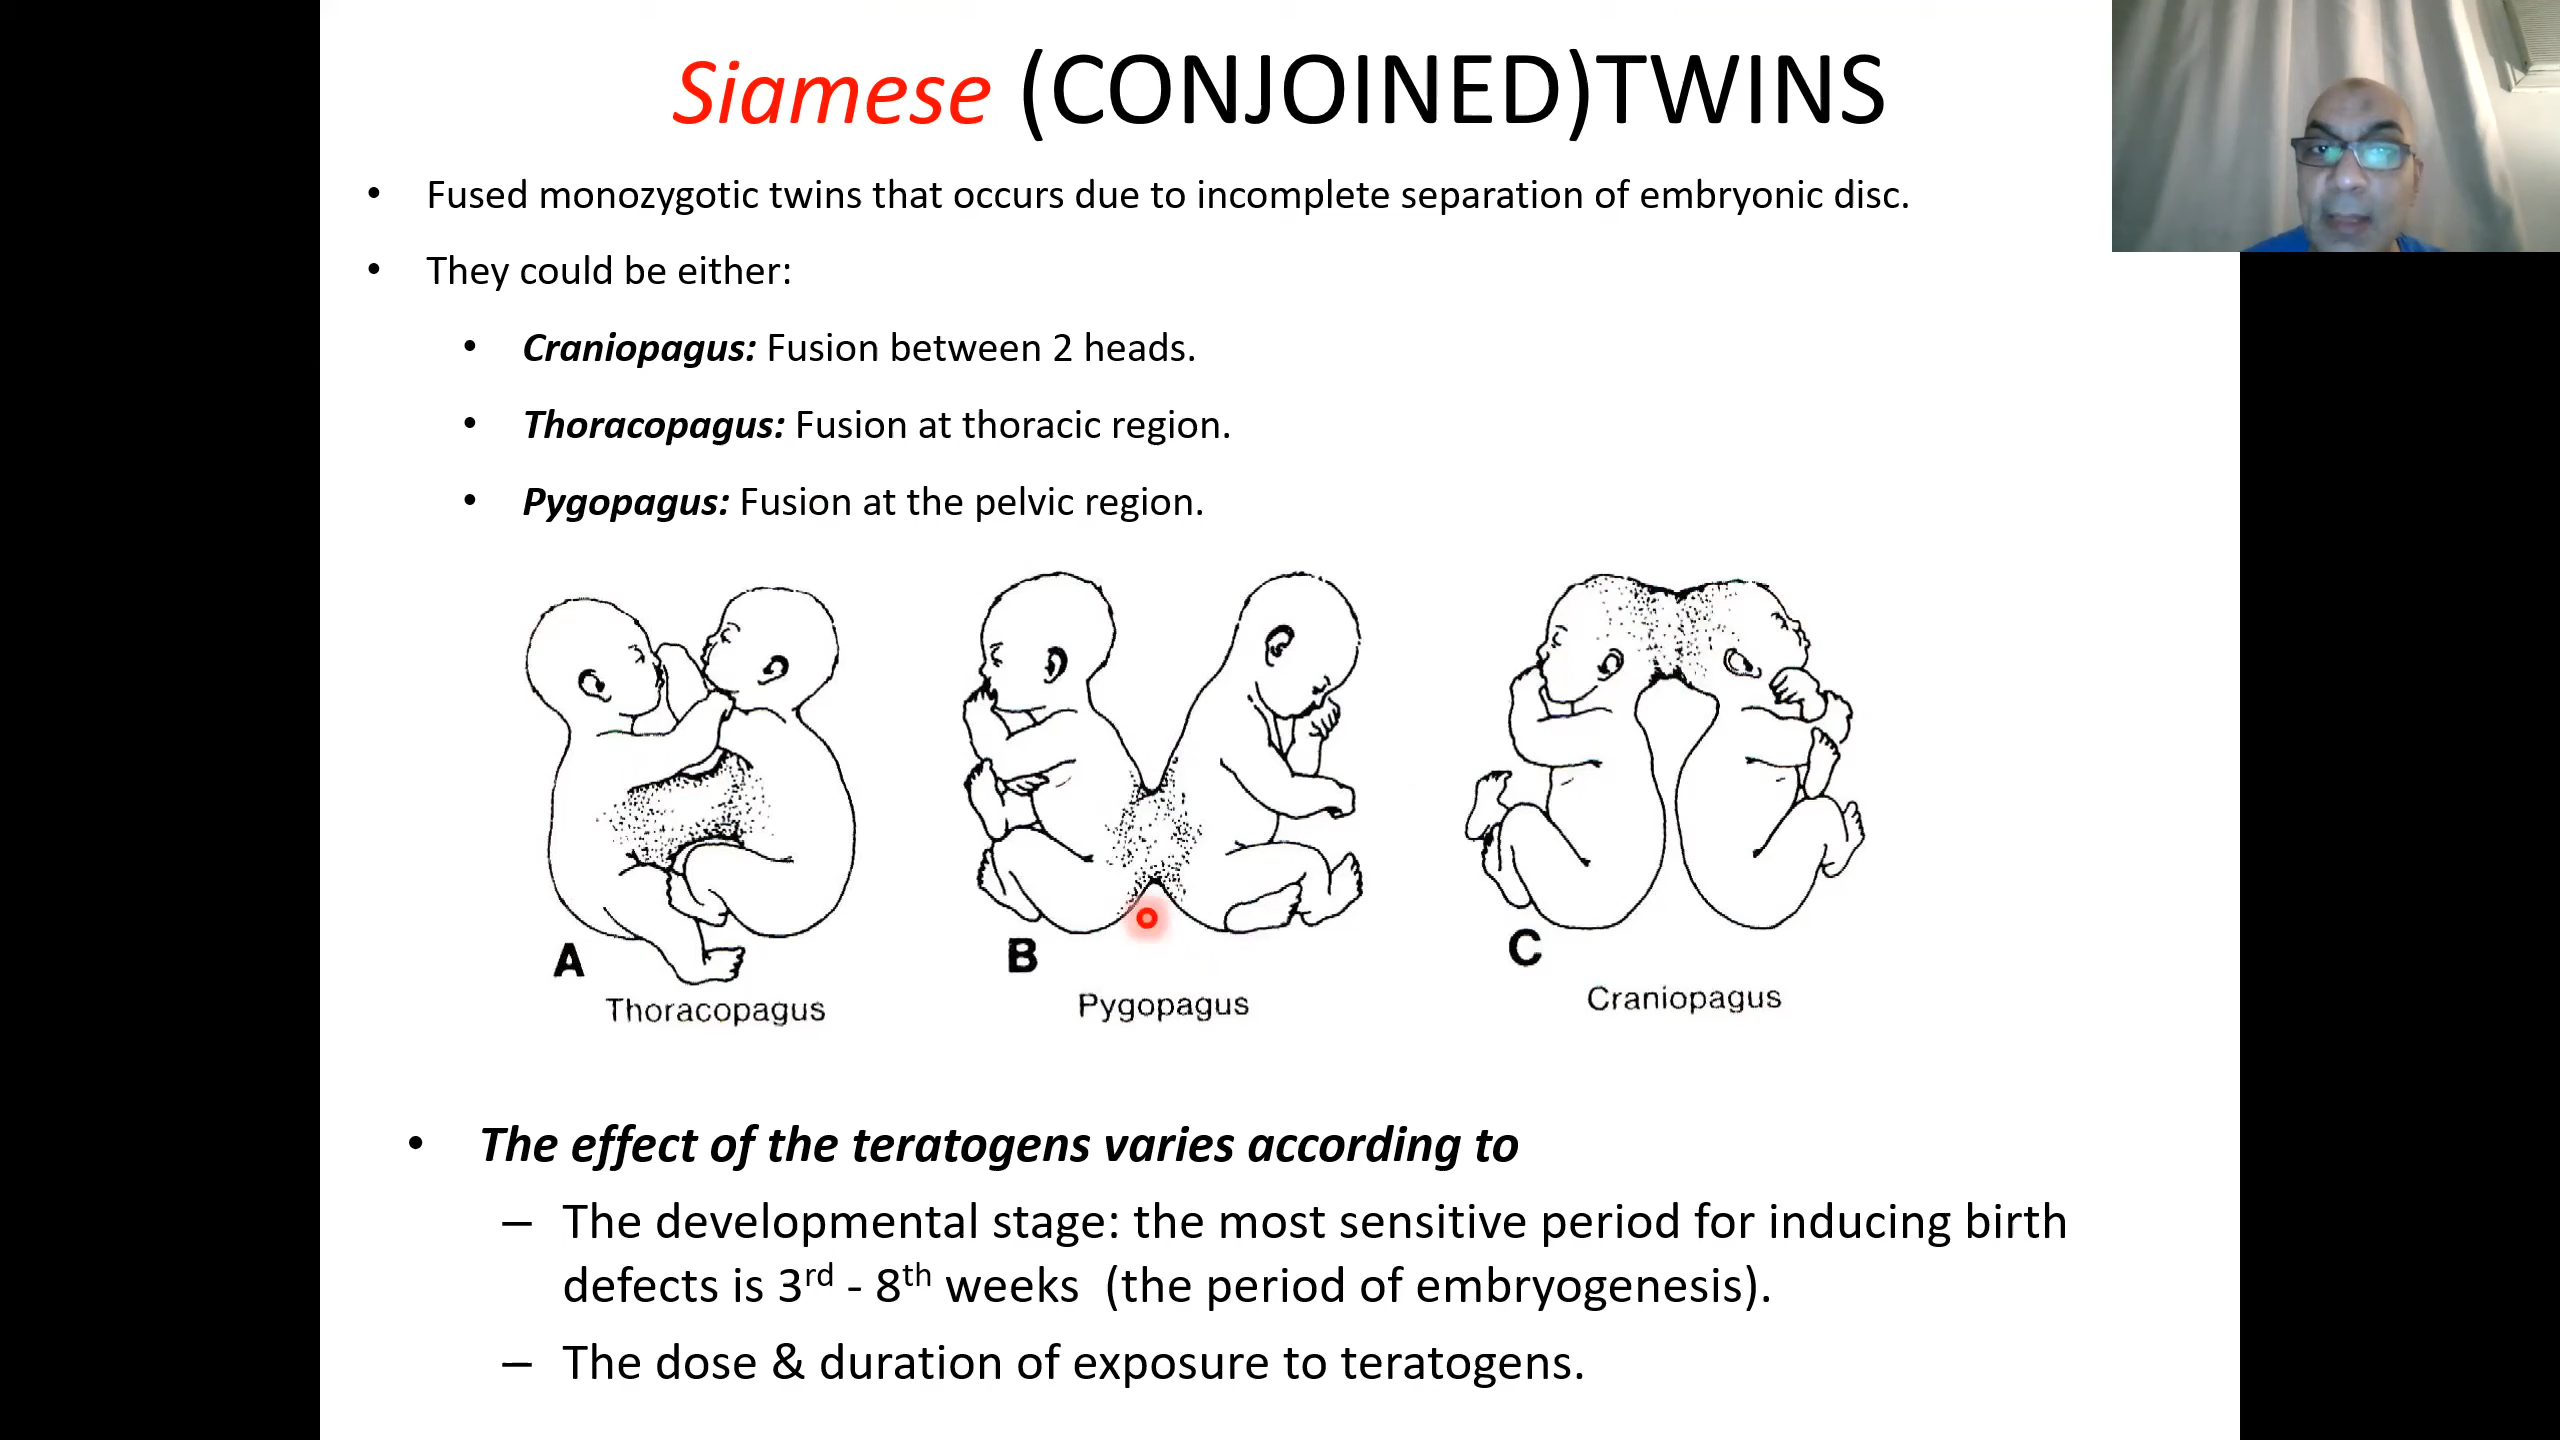 Siamese (CONJOINED)TWINS
• Fused monozygotic twins that occurs due to incomplete separation of embryonic disc.
• They could be either:
• Craniopagus: Fusion between 2 heads.
• Thoracopagus: Fusion at thoracic region.
• Pygopagus: Fusion at the pelvic region.
A
Thoracopagus
B
Pygopagus
C
Craniopagus
• The effect of the teratogens varies according to
– The developmental stage: the most sensitive period for inducing birth
defects is 3rd - 8th weeks (the period of embryogenesis).
– The dose & duration of exposure to teratogens.